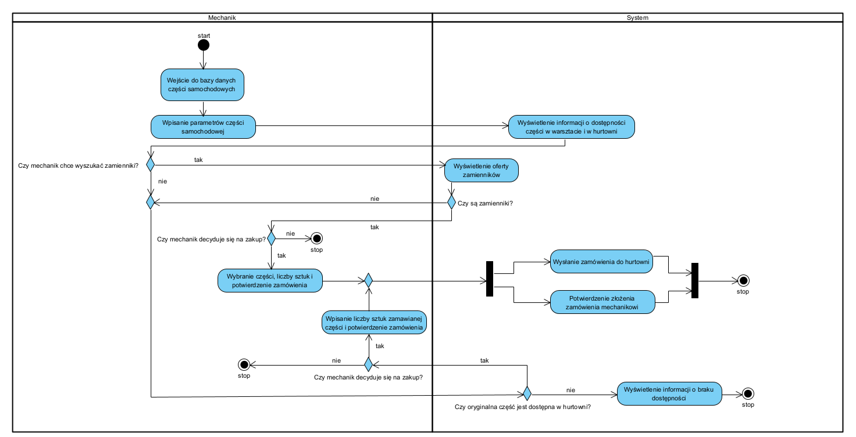 Mechanik
System
start
Wejście do bazy danych
części samochodowych
Wpisanie parametrów części
samochodowej
Wyświetlenie informacji o dostępności
części w warsztacie i w hurtowni
Czy mechanik chce wyszukać zamienniki?
tak
Wyświetlenie oferty
zamienników
nie
nie
Czy są zamienniki?
tak
Czy mechanik decyduje się na zakup?
nie
stop
tak
Wybranie części, liczby sztuk i
potwierdzenie zamówienia
Wysłanie zamówienia do hurtowni
stop
Potwierdzenie złożenia
zamówienia mechanikowi
Wpisanie liczby sztuk zamawianej
części i potwierdzenie zamówienia
tak
nie
tak
stop
Czy mechanik decyduje się na zakup?
nie
Wyświetlenie informacji o braku
dostępności
stop
Czy oryginalna część jest dostępna w hurtowni?